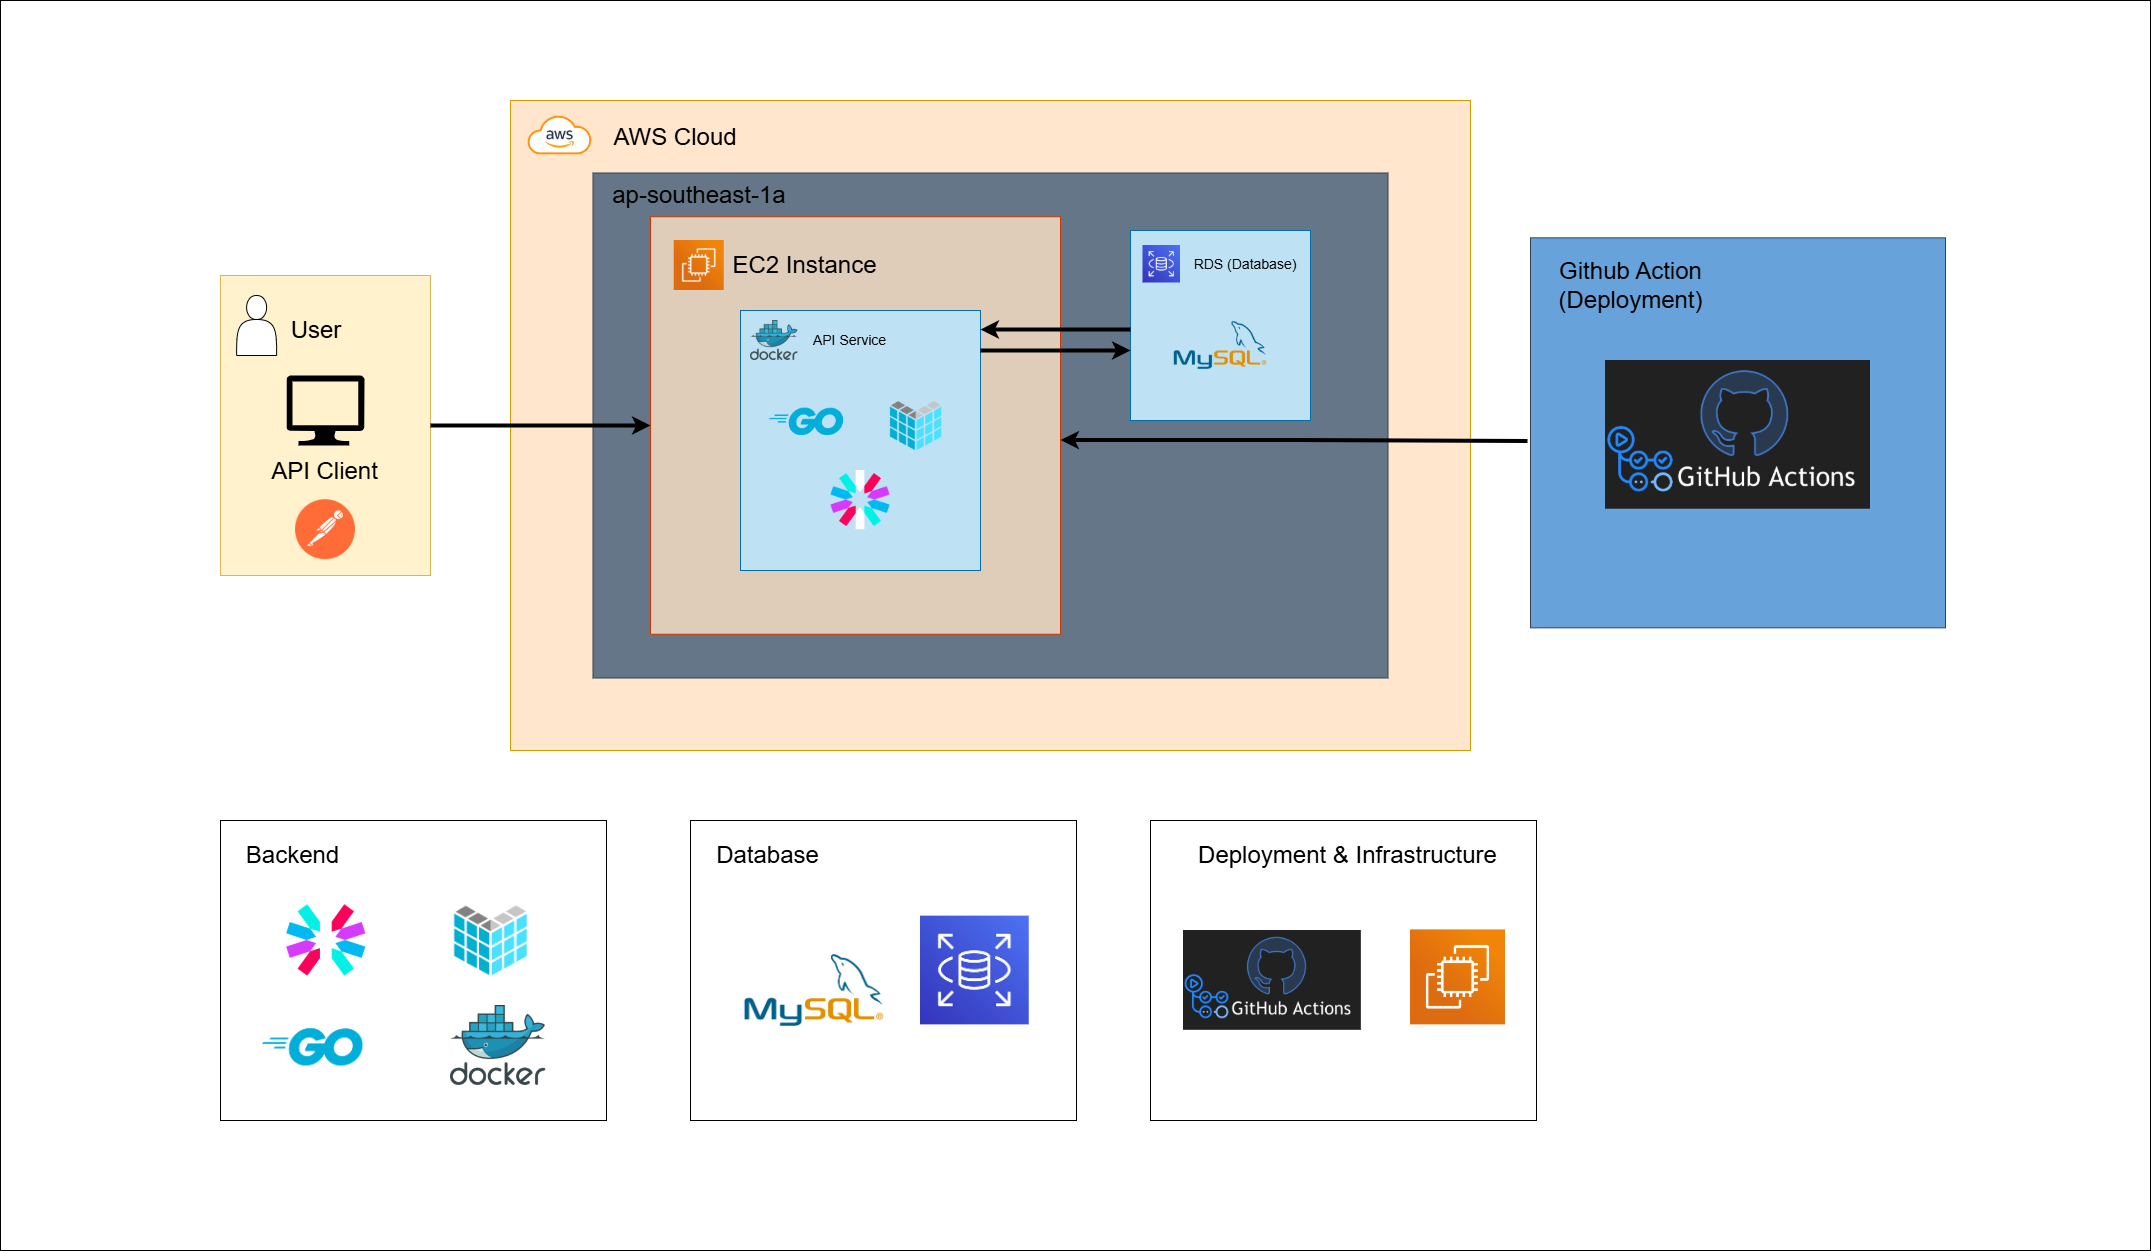 aws
AWS Cloud
ap-southeast-1a
EC2 Instance
RDS (Database)
Github Action
(Deployment)
User
docker
API Service
MySQL®
GO
GitHub Actions
API Client
Backend
Database
Deployment & Infrastructure
MySQL®
GitHub Actions
GO
docker